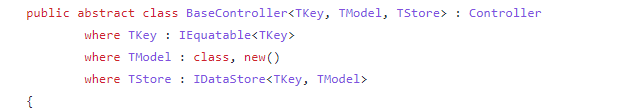 public abstract class BaseController<TKey, TModel, TStore> : Controller
where TKey : IEquatable<TKey>
where TModel : class, new()
where TStore : IDataStore<TKey, TModel>
{